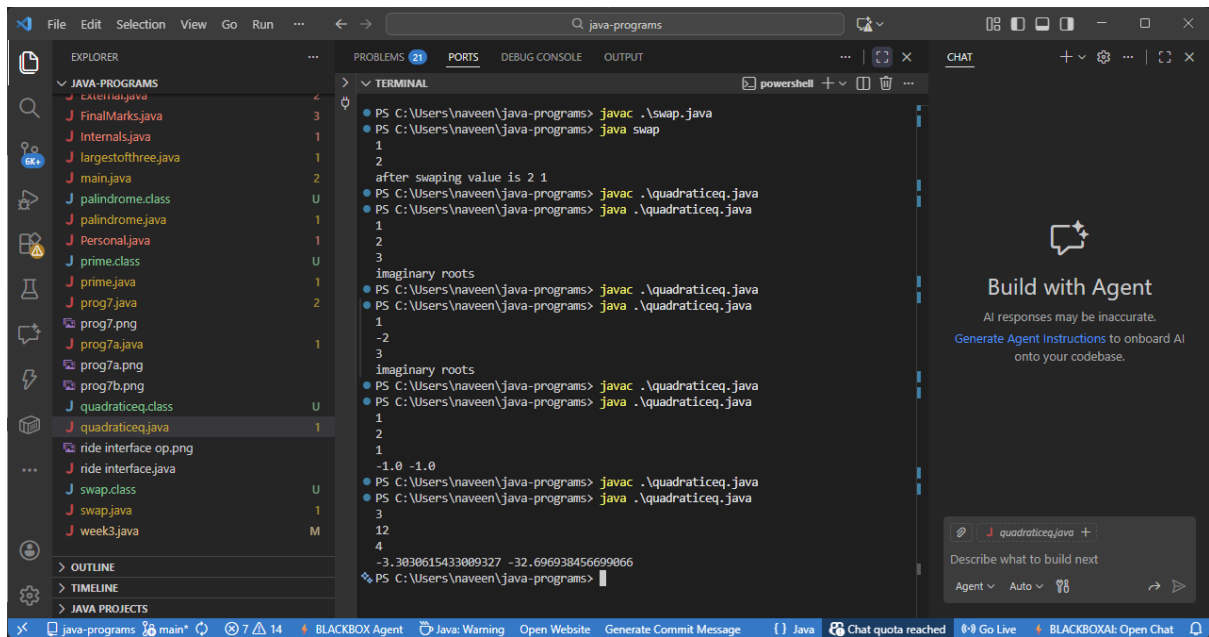 File Edit Selection View Go Run ··· java-programs
EXPLORER ···
JAVA-PROGRAMS
External.java 2
FinalMarks.java 3
Internals.java 1
largestofthree.java 1
main.java 2
palindrome.class U
palindrome.java 1
Personal.java 1
prime.class U
prime.java 1
prog7.java 2
prog7.png
prog7a.java 1
prog7a.png
prog7b.png
quadraticeq.class U
quadraticeq.java 1
ride interface op.png
ride interface.java
swap.class U
swap.java 1
week3.java M
OUTLINE
TIMELINE
JAVA PROJECTS
6K+
PROBLEMS 21 PORTS DEBUG CONSOLE OUTPUT ···
TERMINAL powershell ···
PS C:\Users\naveen\java-programs> javac .\swap.java
PS C:\Users\naveen\java-programs> java swap
1
2
after swaping value is 2 1
PS C:\Users\naveen\java-programs> javac .\quadraticeq.java
PS C:\Users\naveen\java-programs> java .\quadraticeq.java
1
2
3
imaginary roots
PS C:\Users\naveen\java-programs> javac .\quadraticeq.java
PS C:\Users\naveen\java-programs> java .\quadraticeq.java
1
-2
3
imaginary roots
PS C:\Users\naveen\java-programs> javac .\quadraticeq.java
PS C:\Users\naveen\java-programs> java .\quadraticeq.java
1
2
1
-1.0 -1.0
PS C:\Users\naveen\java-programs> javac .\quadraticeq.java
PS C:\Users\naveen\java-programs> java .\quadraticeq.java
3
12
4
-3.3030615433009327 -32.696938456699066
PS C:\Users\naveen\java-programs>
CHAT
Build with Agent
AI responses may be inaccurate.
Generate Agent Instructions to onboard AI
onto your codebase.
quadraticeq.java +
Describe what to build next
Agent Auto
java-programs main* 7 14 BLACKBOX Agent Java: Warning Open Website Generate Commit Message {} Java Chat quota reached Go Live BLACKBOXAI: Open Chat